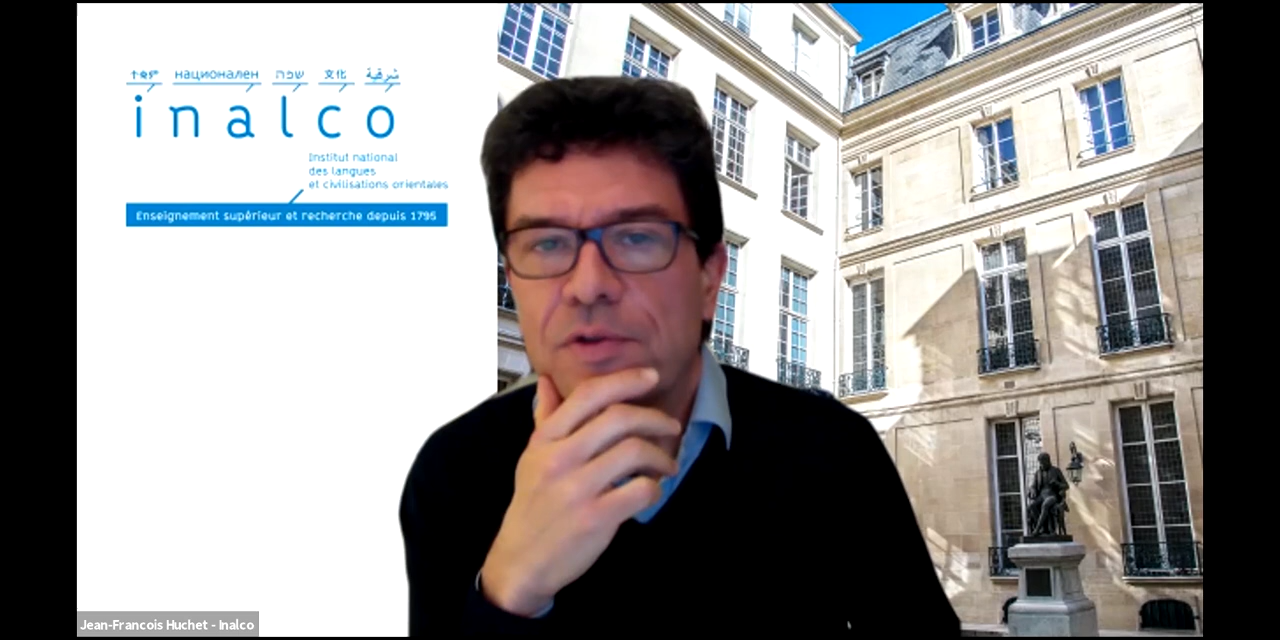 национален שפה 文化 شرقية
inalco
Institut national
des langues
et civilisations orientales
Enseignement supérieur et recherche depuis 1795
Jean-Francois Huchet - Inalco